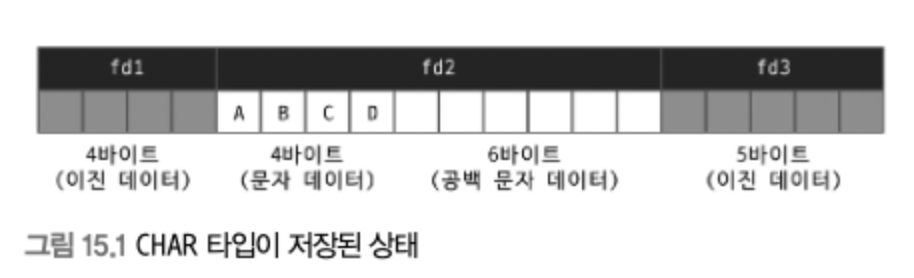 fd1 fd2 fd3
A B C D
4바이트 4바이트 6바이트 5바이트
(이진 데이터) (문자 데이터) (공백 문자 데이터) (이진 데이터)
그림 15.1 CHAR 타입이 저장된 상태